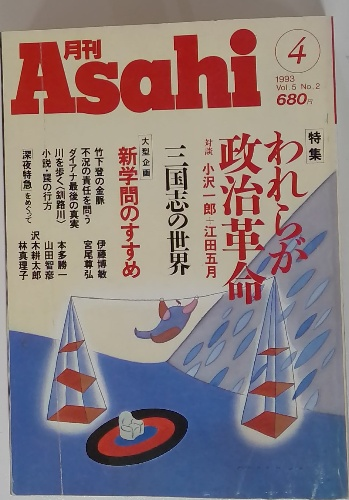 月刊
Asahi
4
1993
Vol.5 No.2
680円
特集
われらが
政治革命
対談 小沢一郎―江田五月
三国志の世界
大型企画
新学問のすすめ
竹下登の金脈 伊藤博敏
不況の責任を問う 宮尾尊弘
ダイアナ最後の真実
川を歩く〈釧路川〉 本多勝一
小説・巽の行方 山田智彦
深夜特急をめぐって 沢木耕太郎
林真理子